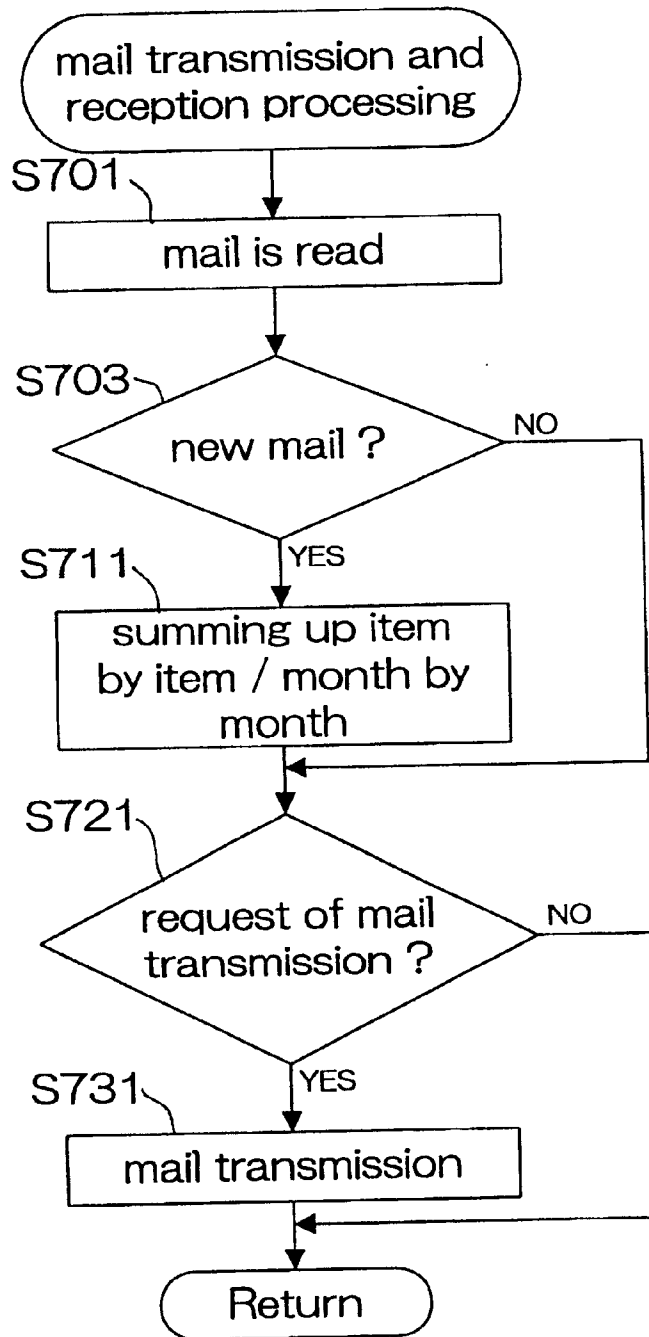 mail transmission and
reception processing
S701
mail is read
S703
new mail ?
NO
YES
S711
summing up item
by item / month by
month
S721
request of mail
transmission ?
NO
YES
S731
mail transmission
Return